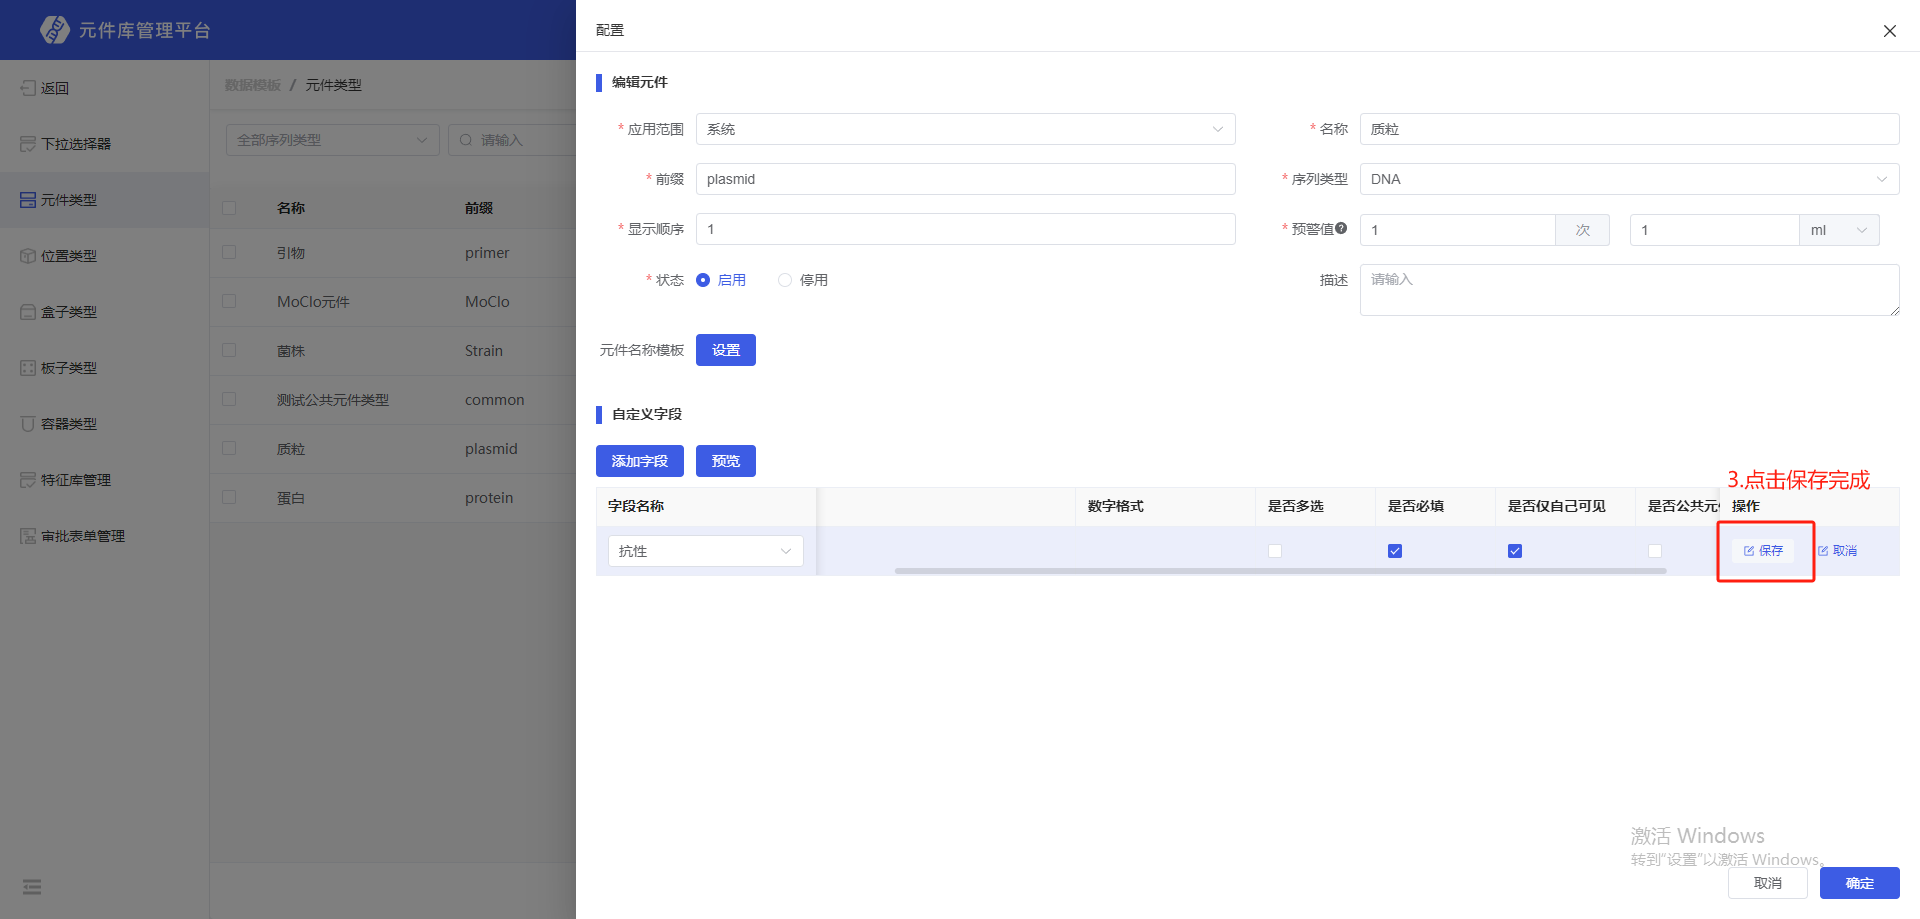 元件库管理平台
返回
下拉选择器
元件类型
位置类型
盒子类型
板子类型
容器类型
特征库管理
审批表单管理
数据模板 / 元件类型
全部序列类型
请输入
名称 前缀
引物 primer
MoClo元件 MoClo
菌株 Strain
测试公共元件类型 common
质粒 plasmid
蛋白 protein
配置
编辑元件
* 应用范围 系统
* 名称 质粒
* 前缀 plasmid
* 序列类型 DNA
* 显示顺序 1
* 预警值 1 次 1 ml
* 状态 启用 停用
描述 请输入
元件名称模板 设置
自定义字段
添加字段 预览
3.点击保存完成
字段名称 数字格式 是否多选 是否必填 是否仅自己可见 是否公共元 操作
抗性 保存 取消
激活 Windows
转到“设置”以激活 Windows。
取消 确定